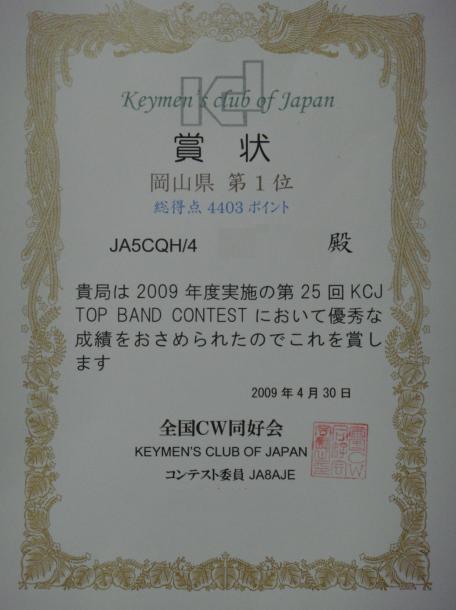 KCJ
Keymen's club of Japan
賞 状
岡山県 第1位
総得点 4403 ポイント
JA5CQH/4 殿
貴局は 2009 年度実施の第 25 回 KCJ
TOP BAND CONTEST において優秀な
成績をおさめられたのでこれを賞し
ます
2009 年 4 月 30 日
全国CW同好会
KEYMEN'S CLUB OF JAPAN
コンテスト委員 JA8AJE